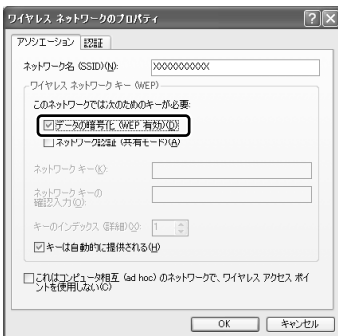 ワイヤレス ネットワークのプロパティ
アソシエーション 認証
ネットワーク名 (SSID)(N): XXXXXXXXXX
ワイヤレス ネットワーク キー (WEP)
このネットワークでは次のためのキーが必要:
データの暗号化 (WEP 有効)(D)
ネットワーク認証 (共有モード)(A)
ネットワーク キー(K):
ネットワーク キーの
確認入力(O):
キーのインデックス (詳細)(X): 1
キーは自動的に提供される(H)
これはコンピュータ相互 (ad hoc) のネットワークで、ワイヤレス アクセス ポイ
ントを使用しない(C)
OK キャンセル